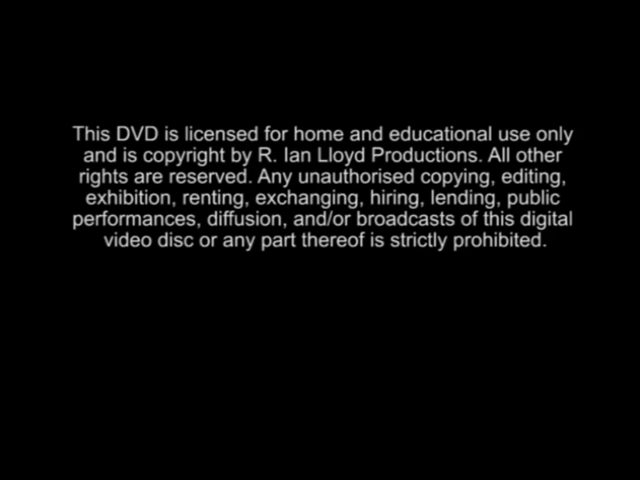 This DVD is licensed for home and educational use only
and is copyright by R. Ian Lloyd Productions. All other
rights are reserved. Any unauthorised copying, editing,
exhibition, renting, exchanging, hiring, lending, public
performances, diffusion, and/or broadcasts of this digital
video disc or any part thereof is strictly prohibited.